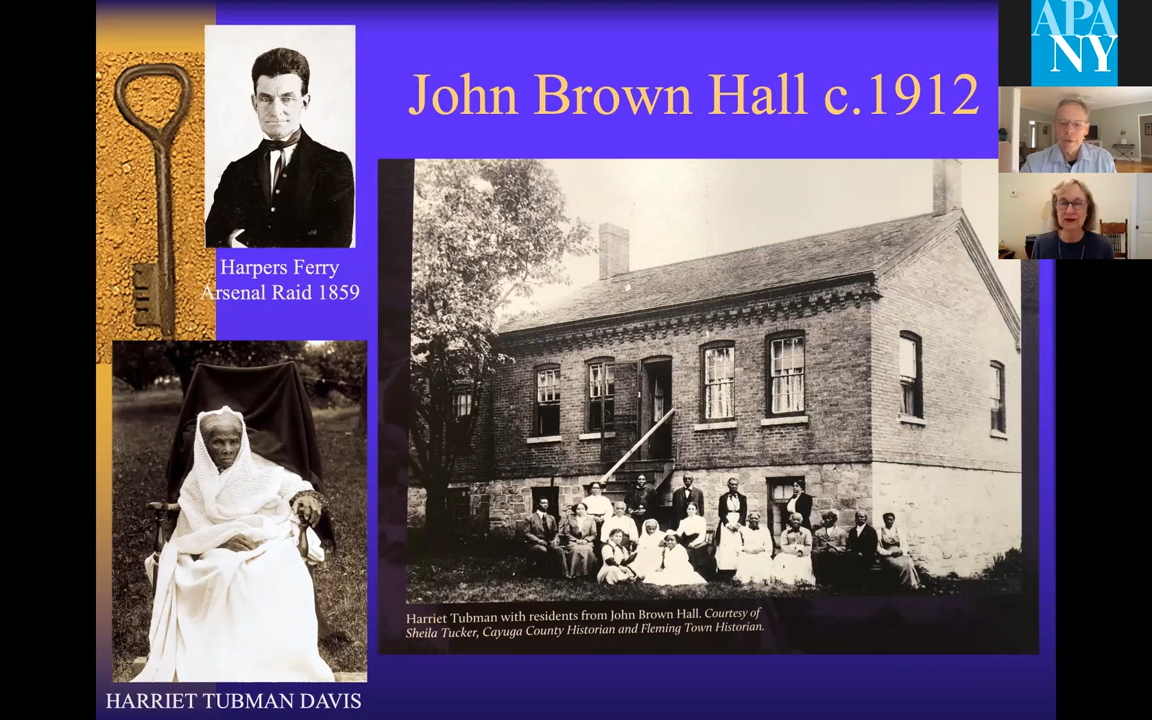 APA
NY
John Brown Hall c.1912
Harpers Ferry
Arsenal Raid 1859
Harriet Tubman with residents from John Brown Hall. Courtesy of
Sheila Tucker, Cayuga County Historian and Fleming Town Historian.
HARRIET TUBMAN DAVIS